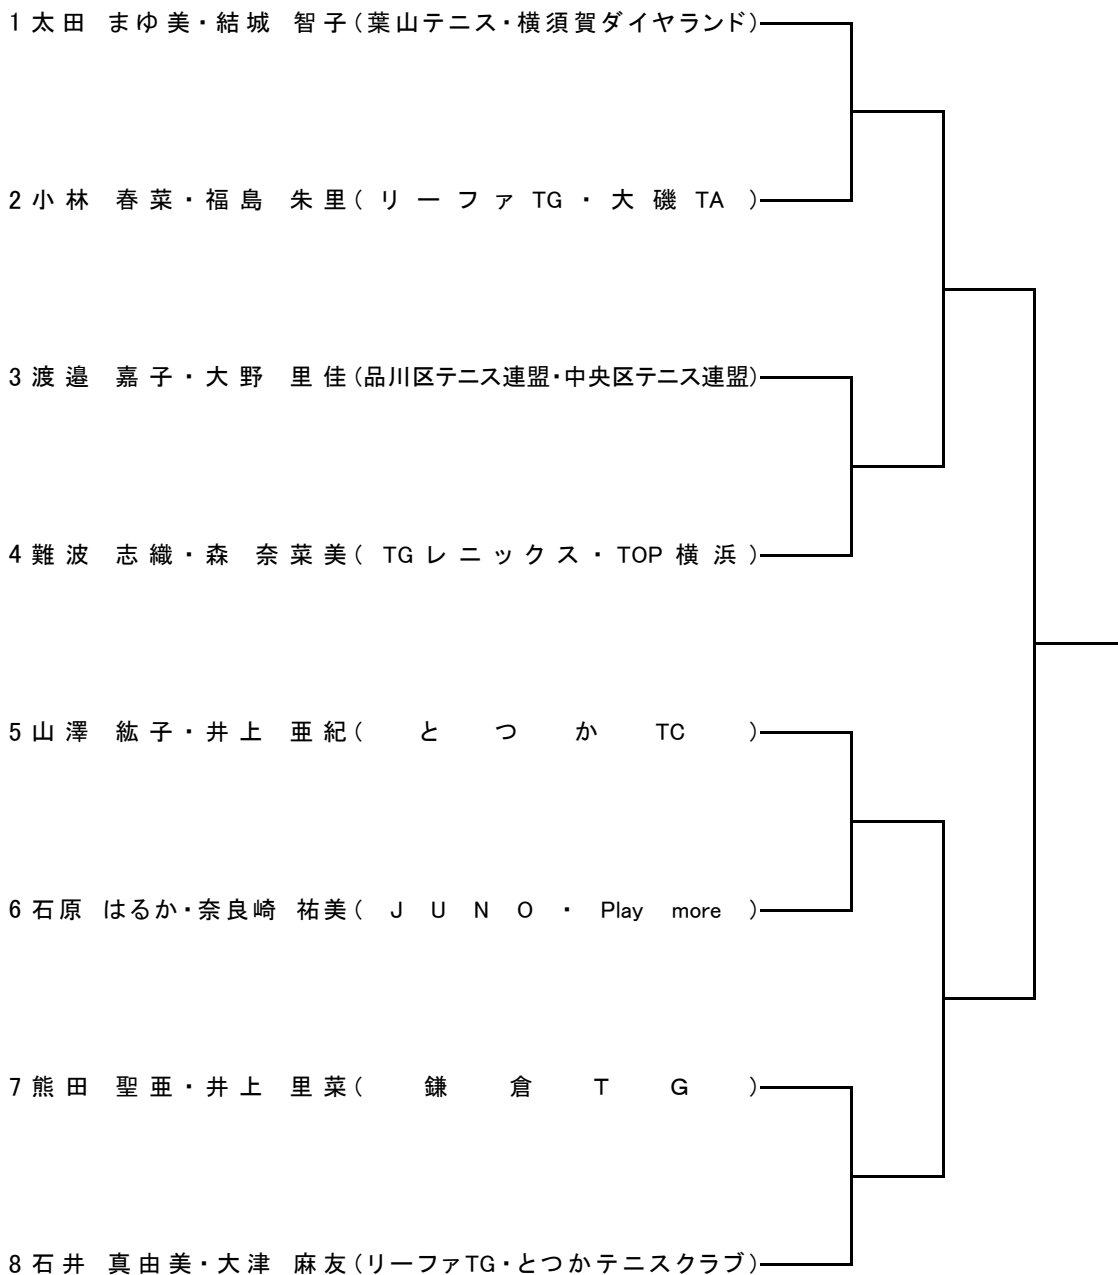 1 太田 まゆ美・結城 智子(葉山テニス・横須賀ダイヤランド)
2 小林 春菜・福島 朱里(リーファTG・大磯TA)
3 渡邉 嘉子・大野 里佳(品川区テニス連盟・中央区テニス連盟)
4 難波 志織・森 奈菜美(TGレニックス・TOP横浜)
5 山澤 紘子・井上 亜紀(とつかTC)
6 石原 はるか・奈良崎 祐美(JUNO・Play more)
7 熊田 聖亜・井上 里菜(鎌倉TG)
8 石井 真由美・大津 麻友(リーファTG・とつかテニスクラブ)